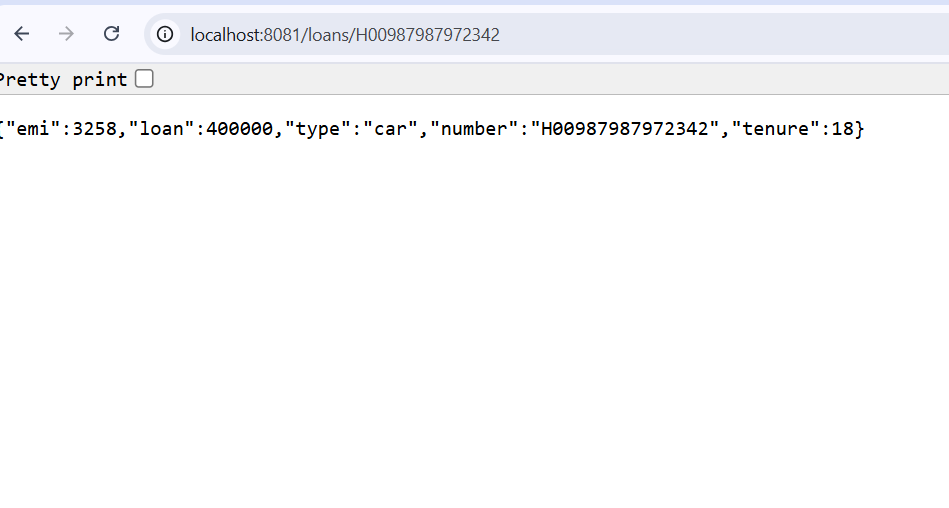 localhost:8081/loans/H00987987972342
Pretty print
{"emi":3258,"loan":400000,"type":"car","number":"H00987987972342","tenure":18}